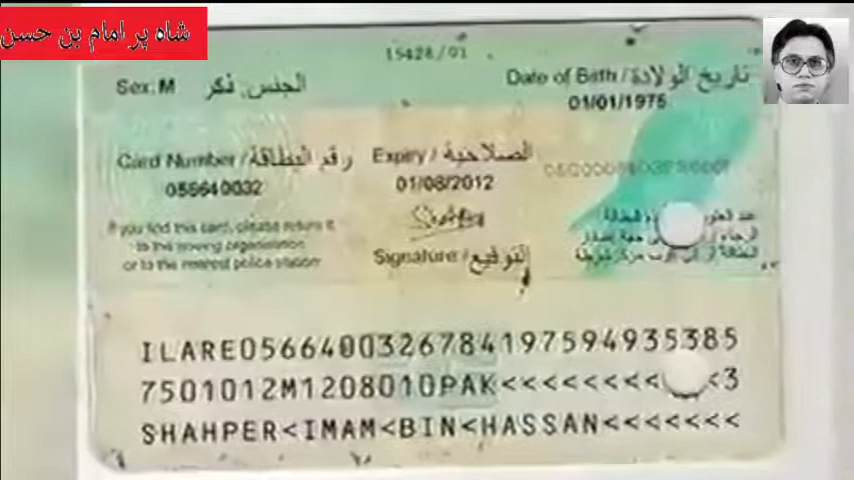 شاہ پر امام بن حسن
15428/01
Sex: M الجنس: ذكر
Date of Birth / تاريخ الولادة
01/01/1975
Card Number / رقم البطاقة
056640032
Expiry / الصلاحية
01/08/2012
If you find this card, please return it
to the issuing organisation
or to the nearest police station
Signature / التوقيع
ILARE0566400326784197594935385
7501012M1208010PAK<<<<<<<<< <3
SHAHPER<IMAM<BIN<HASSAN<<<<<<<